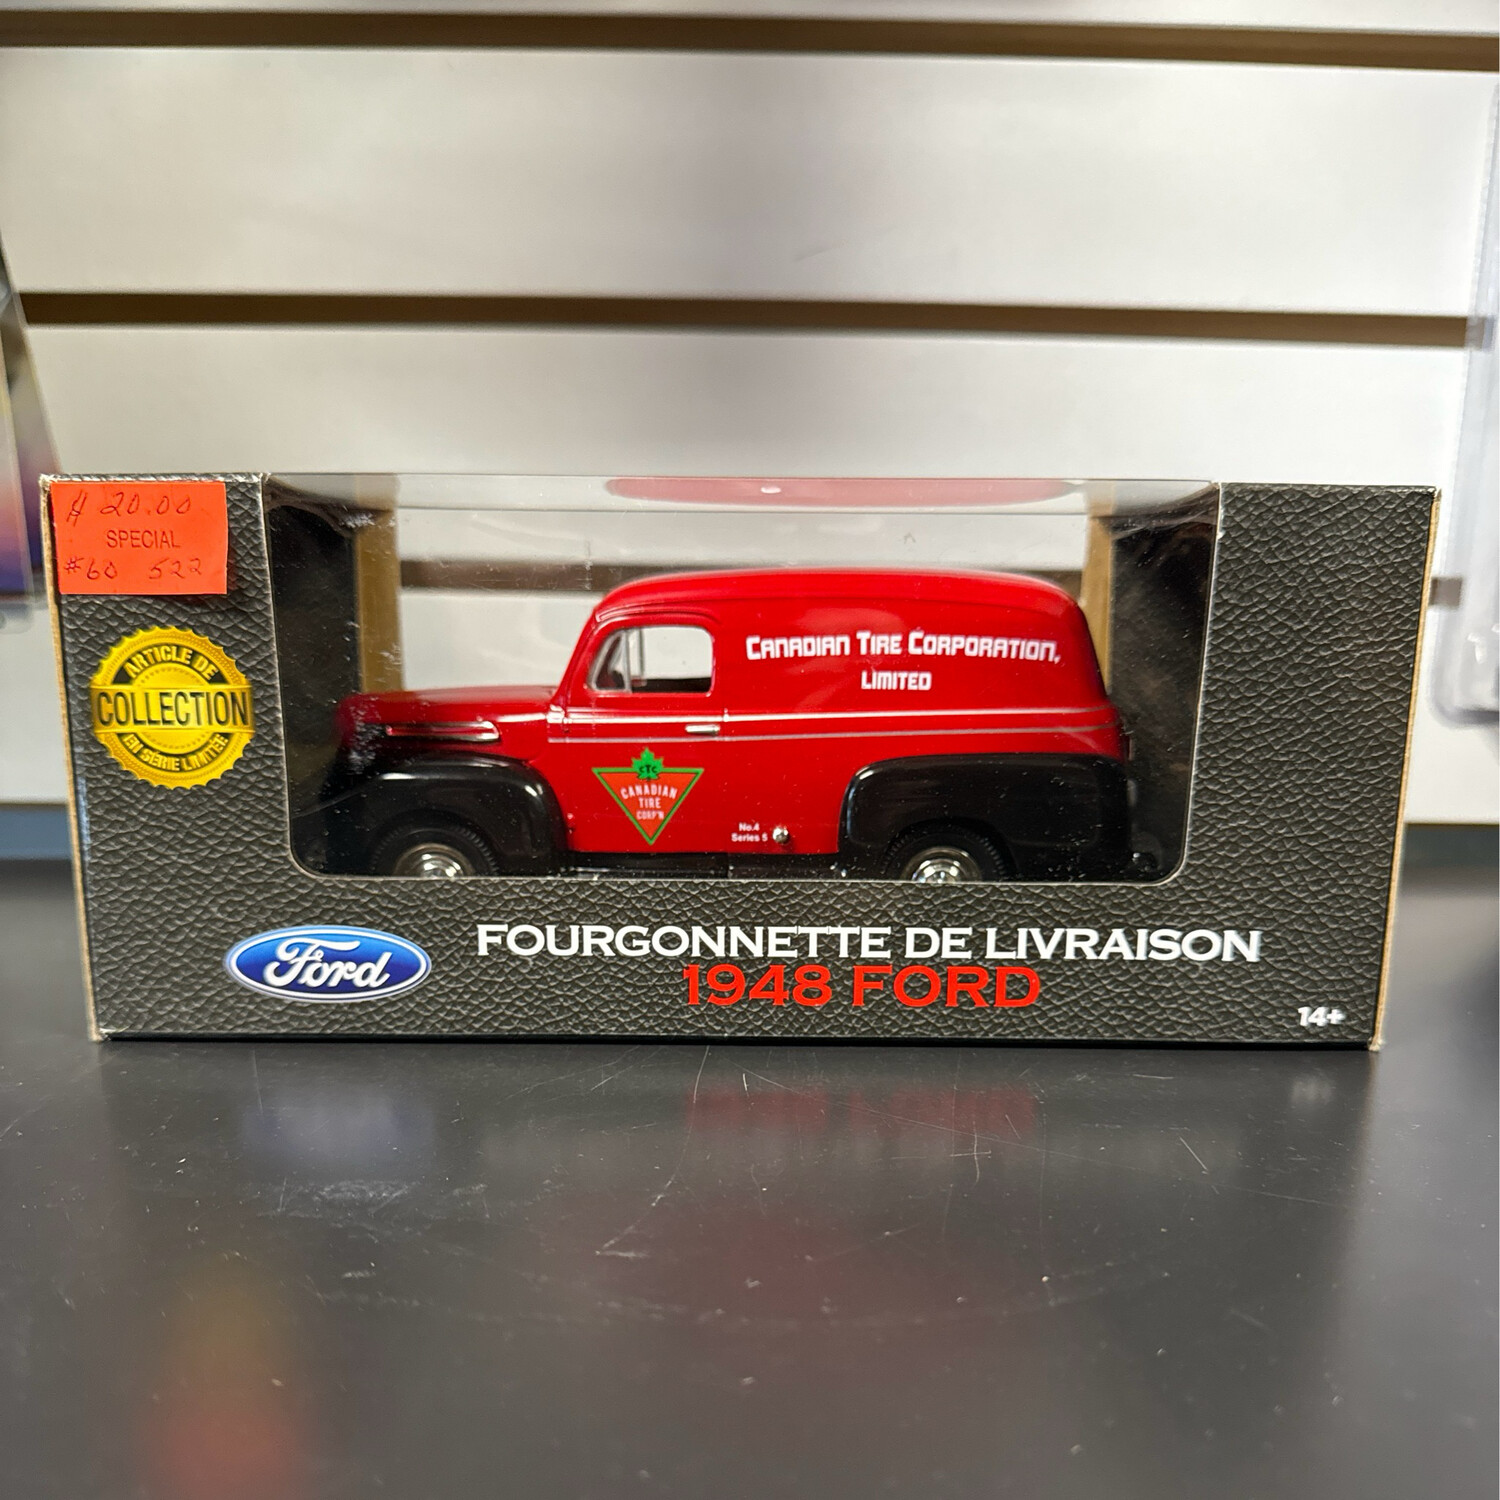 $ 20.00
SPECIAL
#60 522
ARTICLE DE
COLLECTION
EN SÉRIE LIMITÉE
CANADIAN TIRE CORPORATION,
LIMITED
CTC
CANADIAN
TIRE
CORP'N
No.4
Series 5
Ford
FOURGONNETTE DE LIVRAISON
1948 FORD
14+